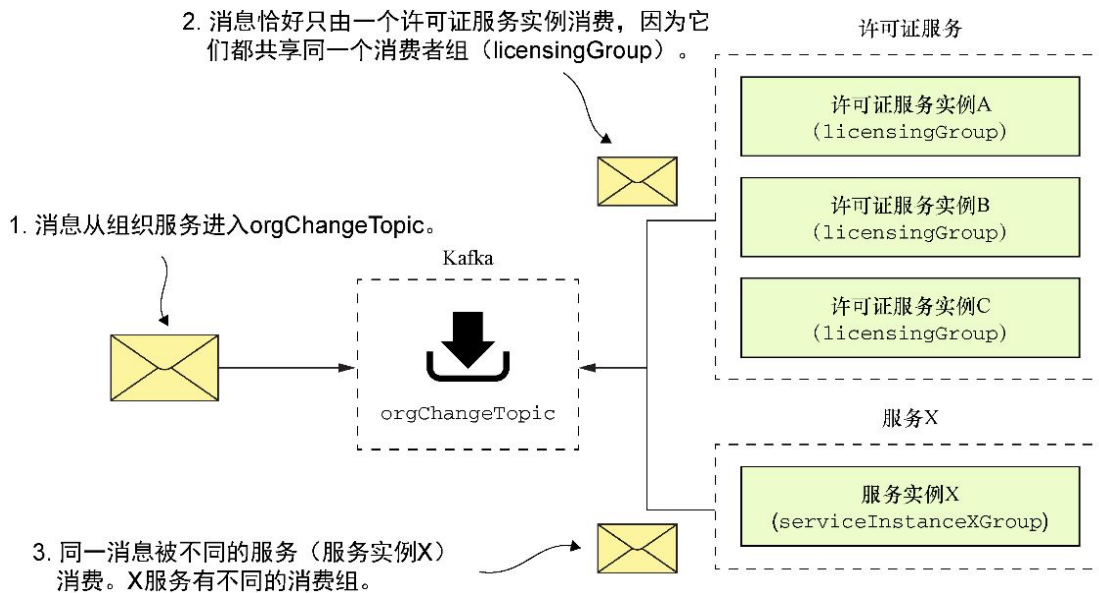 2. 消息恰好只由一个许可证服务实例消费，因为它
们都共享同一个消费者组（licensingGroup）。
许可证服务
许可证服务实例A
(licensingGroup)
许可证服务实例B
(licensingGroup)
许可证服务实例C
(licensingGroup)
1. 消息从组织服务进入orgChangeTopic。
Kafka
orgChangeTopic
服务X
服务实例X
(serviceInstanceXGroup)
3. 同一消息被不同的服务（服务实例X）
消费。X服务有不同的消费组。